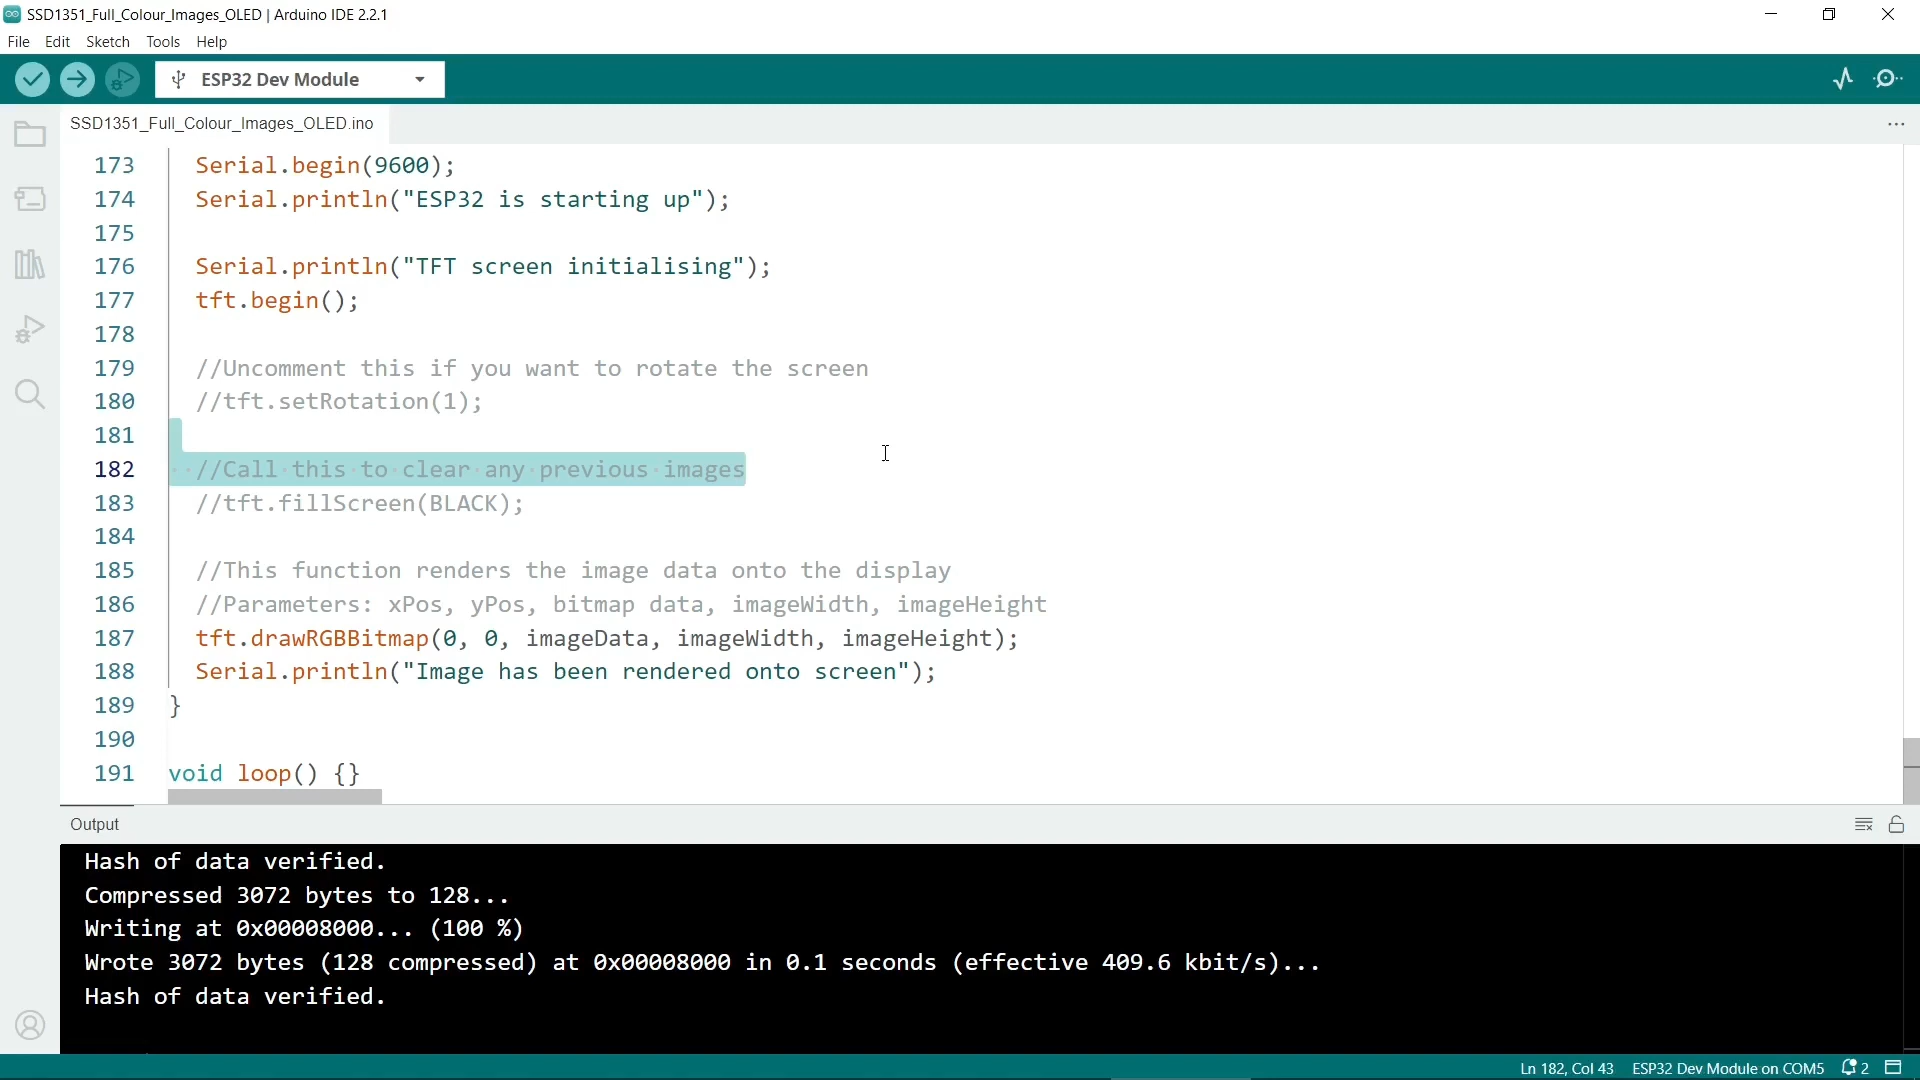 SSD1351_Full_Colour_Images_OLED | Arduino IDE 2.2.1
File Edit Sketch Tools Help
ESP32 Dev Module
SSD1351_Full_Colour_Images_OLED.ino
173 Serial.begin(9600);
174 Serial.println("ESP32 is starting up");
175
176 Serial.println("TFT screen initialising");
177 tft.begin();
178
179 //Uncomment this if you want to rotate the screen
180 //tft.setRotation(1);
181
182 //Call this to clear any previous images
183 //tft.fillScreen(BLACK);
184
185 //This function renders the image data onto the display
186 //Parameters: xPos, yPos, bitmap data, imageWidth, imageHeight
187 tft.drawRGBBitmap(0, 0, imageData, imageWidth, imageHeight);
188 Serial.println("Image has been rendered onto screen");
189 }
190
191 void loop() {}
Output
Hash of data verified.
Compressed 3072 bytes to 128...
Writing at 0x00008000... (100 %)
Wrote 3072 bytes (128 compressed) at 0x00008000 in 0.1 seconds (effective 409.6 kbit/s)...
Hash of data verified.
Ln 182, Col 43 ESP32 Dev Module on COM5 2